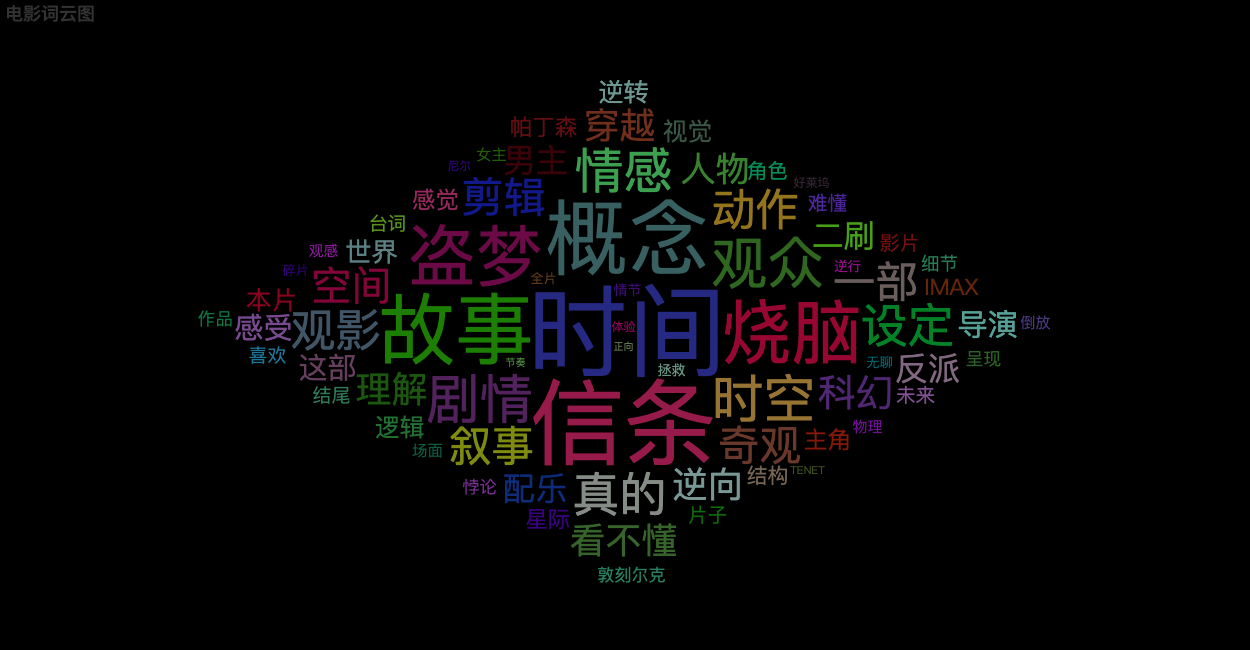 电影词云图
逆转
帕丁森
穿越
视觉
女主
男主
尼尔
情感
人物
角色
好莱坞
感觉
剪辑
概念
动作
难懂
台词
盗梦
观众
二刷
影片
观感
世界
碎片
空间
全片
情节
逆行
一部
细节
IMAX
本片
作品
感受
观影
故事
时间
体验
烧脑
设定
导演
倒放
喜欢
这部
节奏
正向
拯救
无聊
反派
呈现
结尾
理解
剧情
信条
时空
科幻
未来
逻辑
场面
叙事
奇观
主角
物理
悖论
配乐
真的
逆向
结构
TENET
星际
片子
看不懂
敦刻尔克